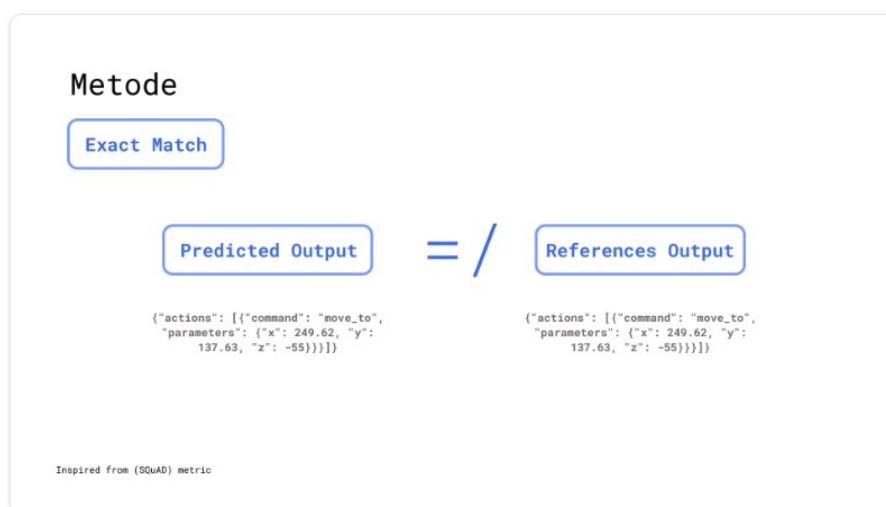 Metode
Exact Match
Predicted Output
=/
References Output
{"actions": [{"command": "move_to",
"parameters": {"x": 249.62, "y":
137.63, "z": -55}}}]}
{"actions": [{"command": "move_to",
"parameters": {"x": 249.62, "y":
137.63, "z": -55}}}]}
Inspired from (SQuAD) metric